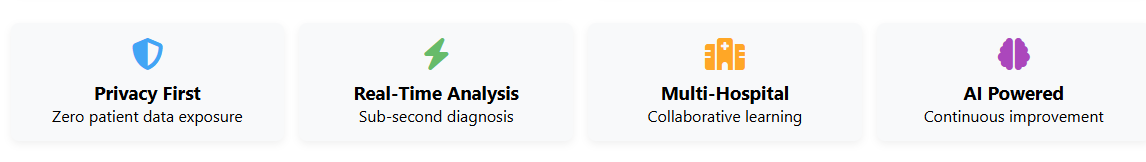 Privacy First
Zero patient data exposure
Real-Time Analysis
Sub-second diagnosis
Multi-Hospital
Collaborative learning
AI Powered
Continuous improvement